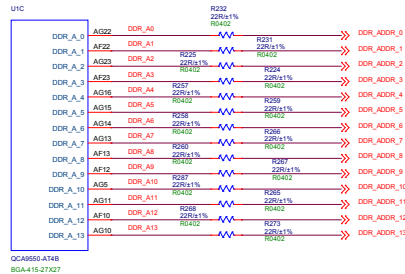 U1C
R232
22R/±1%
R0402
DDR_A_0 AG22 DDR_A0 DDR_ADDR_0
R231
22R/±1%
R0402
DDR_A_1 AF22 DDR_A1 DDR_ADDR_1
R225
22R/±1%
R0402
DDR_A_2 AG23 DDR_A2 DDR_ADDR_2
R224
22R/±1%
R0402
DDR_A_3 AF23 DDR_A3 DDR_ADDR_3
R257
22R/±1%
R0402
DDR_A_4 AG16 DDR_A4 DDR_ADDR_4
R259
22R/±1%
R0402
DDR_A_5 AG15 DDR_A5 DDR_ADDR_5
R258
22R/±1%
R0402
DDR_A_6 AG14 DDR_A6 DDR_ADDR_6
R266
22R/±1%
R0402
DDR_A_7 AG13 DDR_A7 DDR_ADDR_7
R260
22R/±1%
R0402
DDR_A_8 AF13 DDR_A8 DDR_ADDR_8
R267
22R/±1%
R0402
DDR_A_9 AF12 DDR_A9 DDR_ADDR_9
R287
22R/±1%
R0402
DDR_A_10 AG5 DDR_A10 DDR_ADDR_10
R265
22R/±1%
R0402
DDR_A_11 AG11 DDR_A11 DDR_ADDR_11
R268
22R/±1%
R0402
DDR_A_12 AF10 DDR_A12 DDR_ADDR_12
R273
22R/±1%
R0402
DDR_A_13 AG10 DDR_A13 DDR_ADDR_13
QCA9550-AT4B
BGA-415-27X27